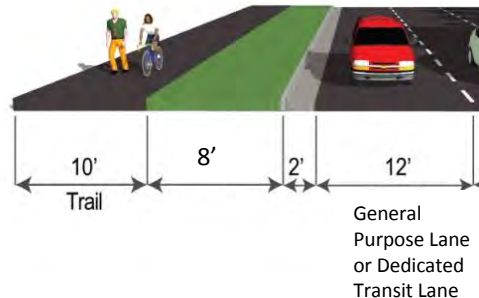 10’ 8’ 2’ 12’
Trail
General
Purpose Lane
or Dedicated
Transit Lane